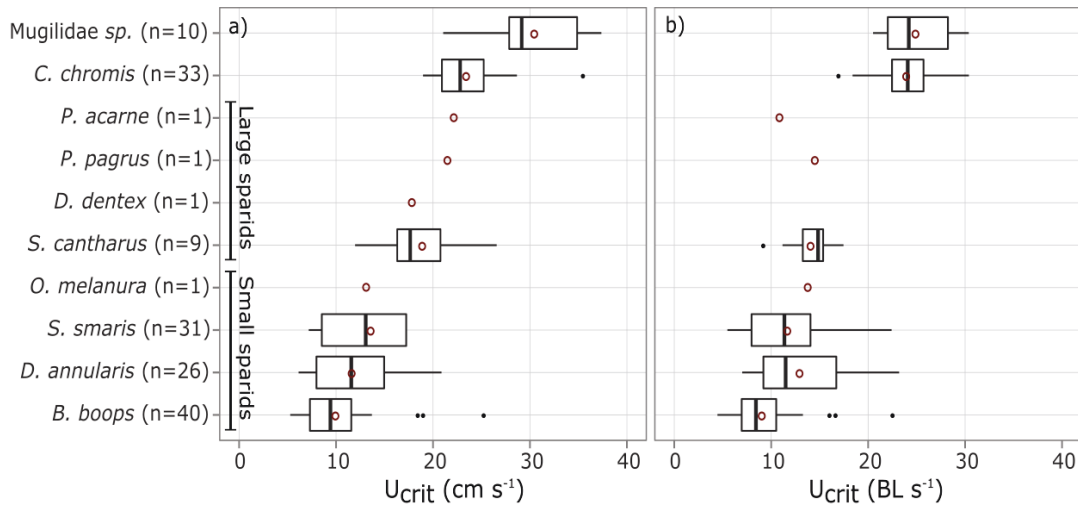 a)
b)
Mugilidae sp. (n=10)
C. chromis (n=33)
P. acarne (n=1)
P. pagrus (n=1)
D. dentex (n=1)
S. cantharus (n=9)
O. melanura (n=1)
S. smaris (n=31)
D. annularis (n=26)
B. boops (n=40)
Large sparids
Small sparids
0 10 20 30 40
0 10 20 30 40
Ucrit (cm s⁻¹)
Ucrit (BL s⁻¹)